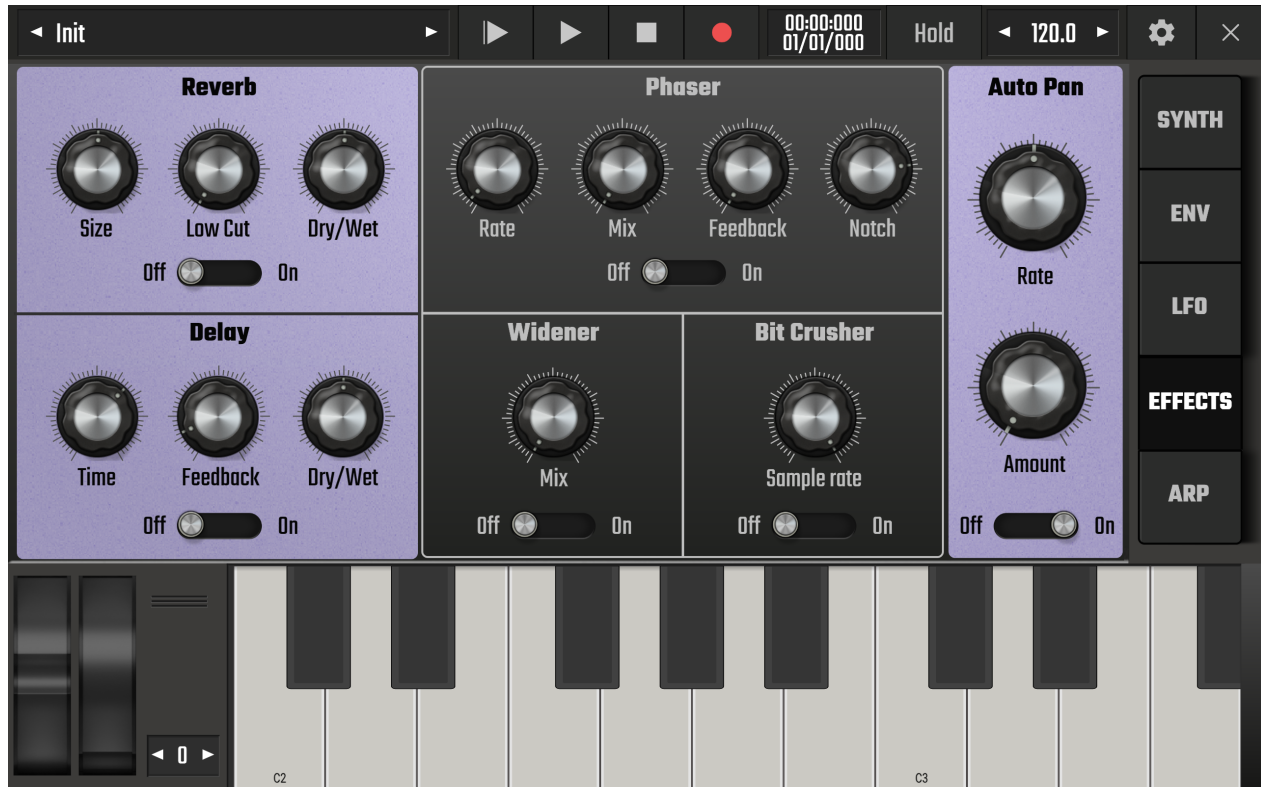 Init
00:00:000
01/01/000
Hold
120.0
Reverb
Size Low Cut Dry/Wet
Off On
Phaser
Rate Mix Feedback Notch
Off On
Auto Pan
Rate
Amount
Off On
Delay
Time Feedback Dry/Wet
Off On
Widener
Mix
Off On
Bit Crusher
Sample rate
Off On
SYNTH
ENV
LFO
EFFECTS
ARP
0
C2
C3